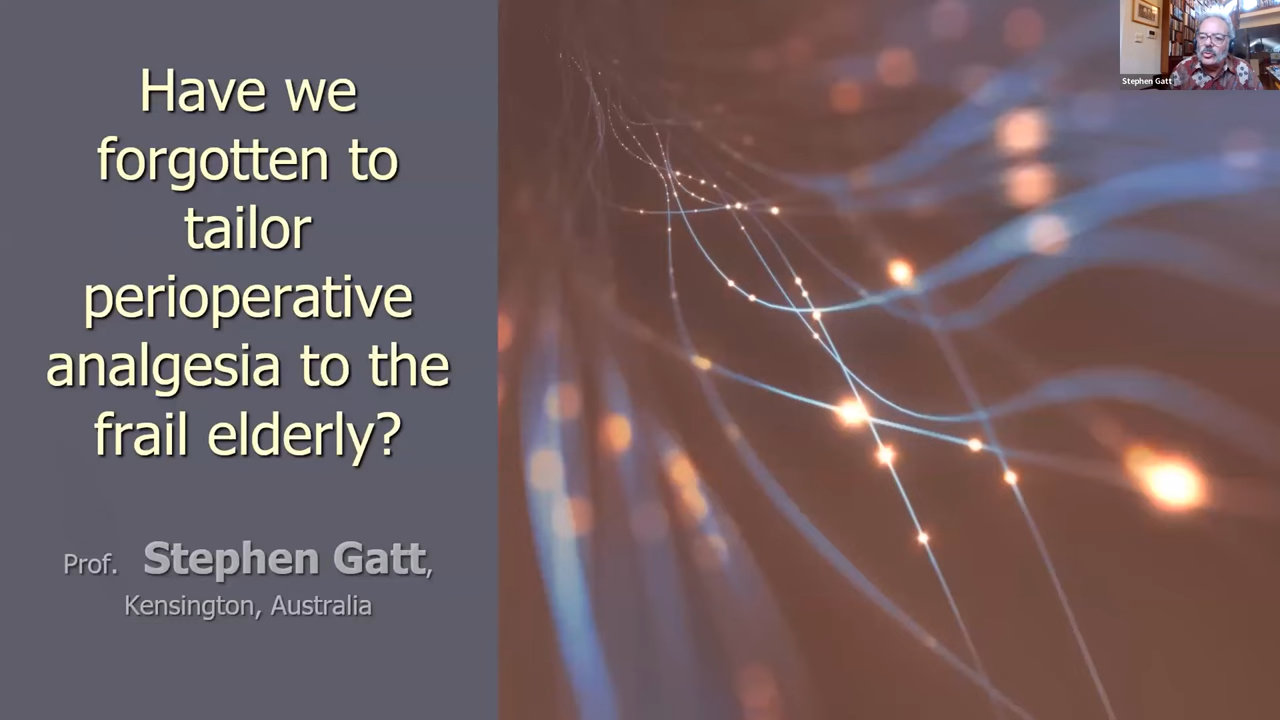 Have we
forgotten to
tailor
perioperative
analgesia to the
frail elderly?
Prof. Stephen Gatt,
Kensington, Australia
Stephen Gatt